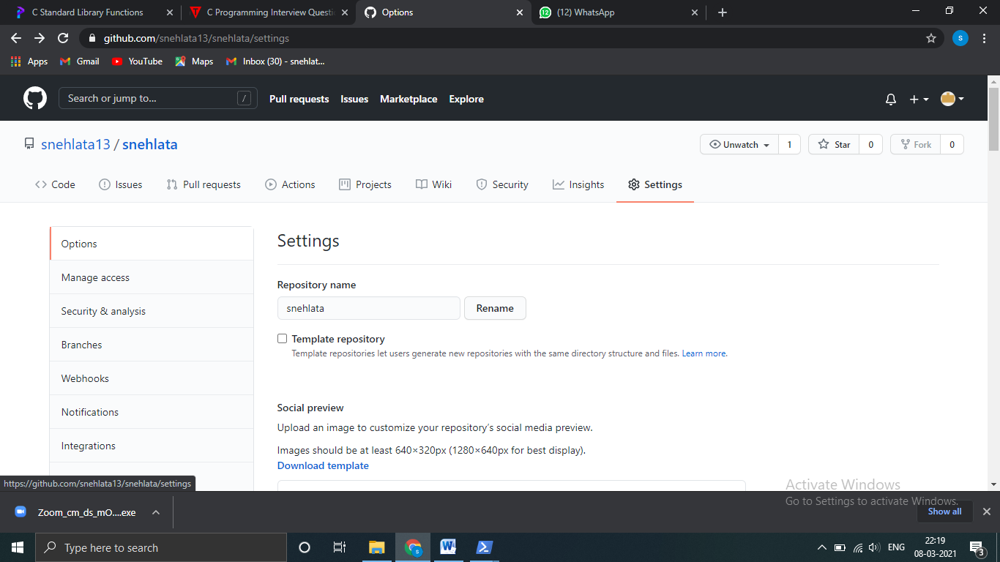 C Standard Library Functions
C Programming Interview Questi
Options
(12) WhatsApp
github.com/snehlata13/snehlata/settings
s
Apps
Gmail
YouTube
Maps
Inbox (30) - snehlat...
Search or jump to...
/
Pull requests
Issues
Marketplace
Explore
snehlata13 / snehlata
Unwatch
1
Star
0
Fork
0
Code
Issues
Pull requests
Actions
Projects
Wiki
Security
Insights
Settings
Options
Manage access
Security & analysis
Branches
Webhooks
Notifications
Integrations
Settings
Repository name
snehlata
Rename
Template repository
Template repositories let users generate new repositories with the same directory structure and files. Learn more.
Social preview
Upload an image to customize your repository's social media preview.
Images should be at least 640×320px (1280×640px for best display).
Download template
https://github.com/snehlata13/snehlata/settings
Activate Windows
Go to Settings to activate Windows.
Zoom_cm_ds_mO....exe
Show all
Type here to search
ENG
22:19
08-03-2021
3